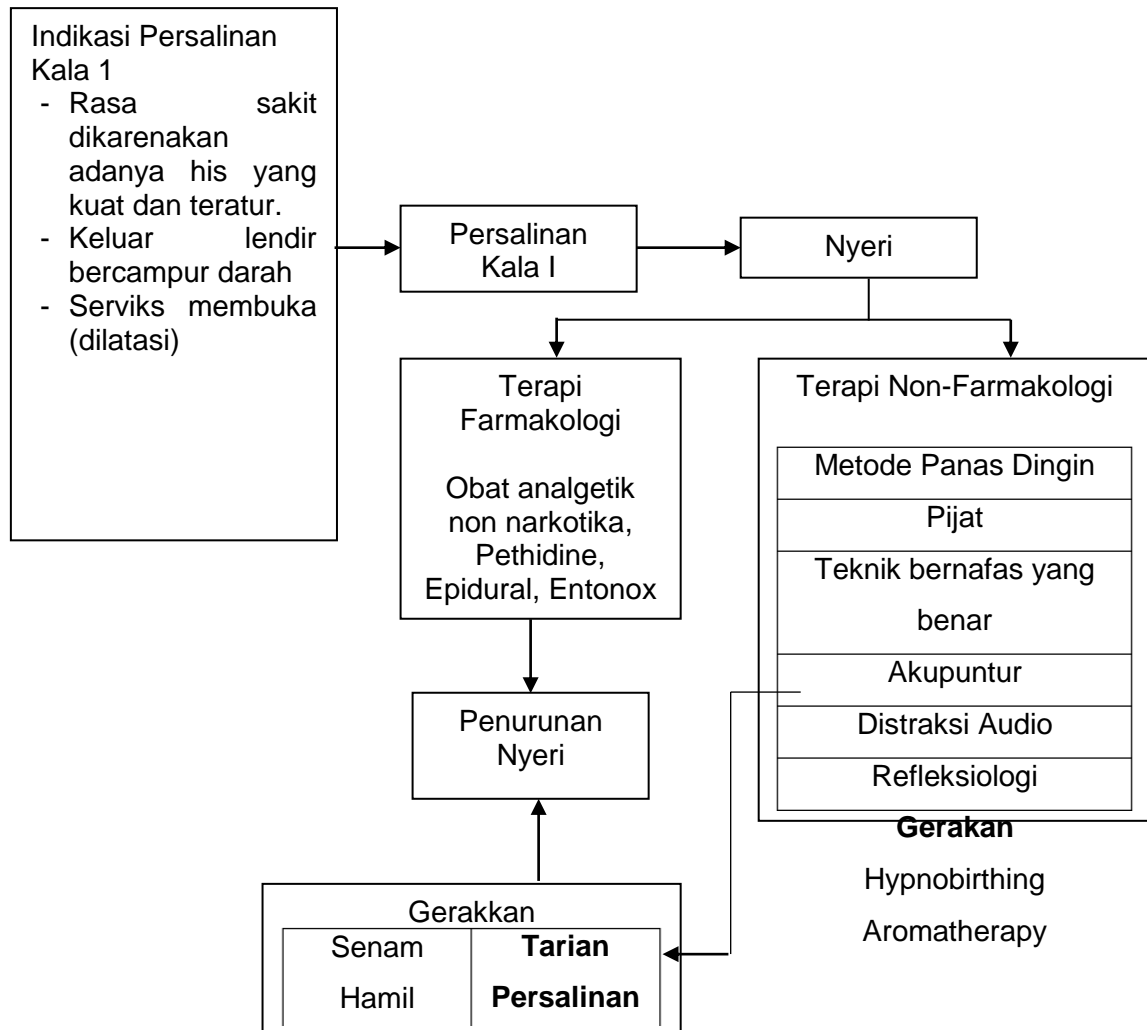 Indikasi Persalinan
Kala 1
- Rasa sakit
dikarenakan
adanya his yang
kuat dan teratur.
- Keluar lendir
bercampur darah
- Serviks membuka
(dilatasi)
Persalinan
Kala I
Nyeri
Terapi
Farmakologi
Obat analgetik
non narkotika,
Pethidine,
Epidural, Entonox
Terapi Non-Farmakologi
Metode Panas Dingin
Pijat
Teknik bernafas yang
benar
Akupuntur
Distraksi Audio
Refleksiologi
Gerakan
Hypnobirthing
Aromatherapy
Penurunan
Nyeri
Gerakkan
Senam
Hamil
Tarian
Persalinan